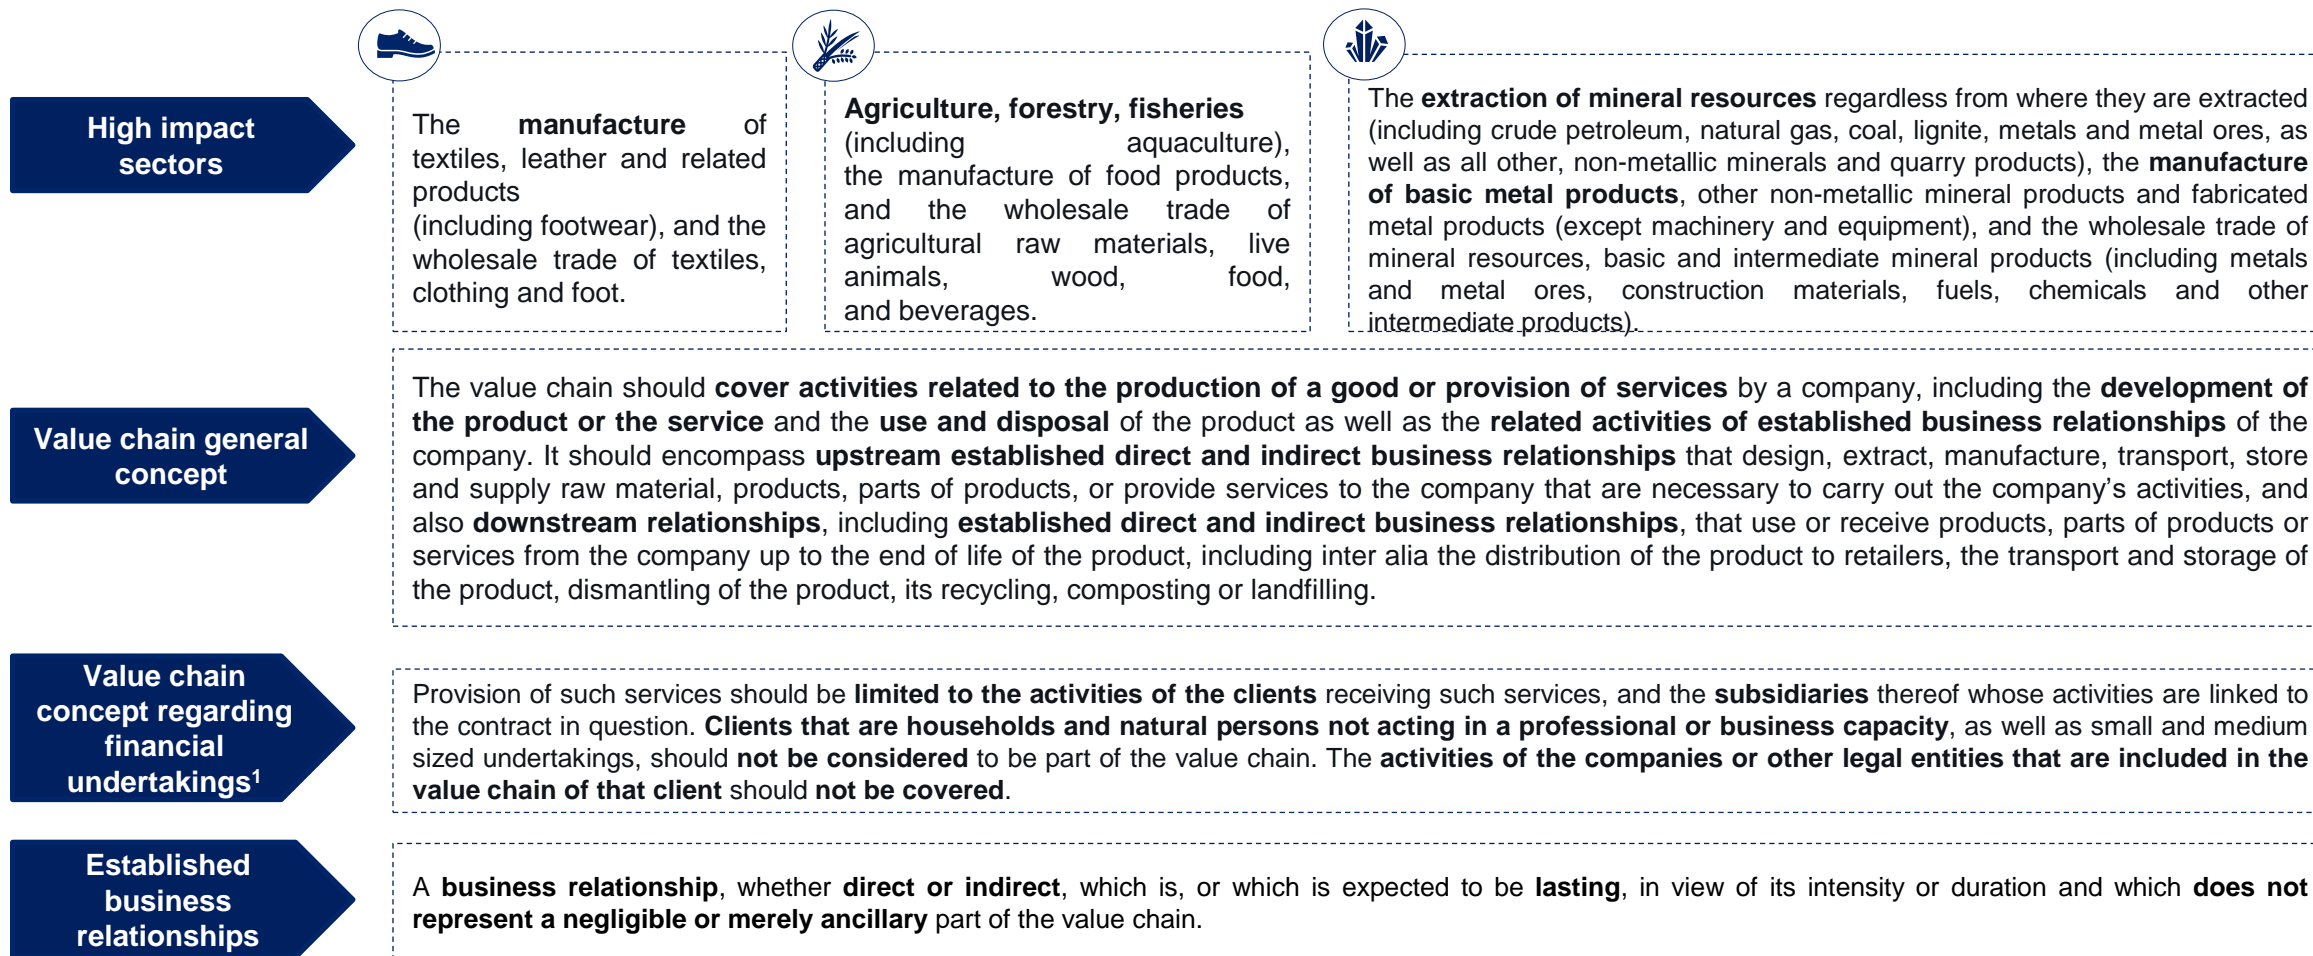 High impact
sectors
The manufacture of
textiles, leather and related
products
(including footwear), and the
wholesale trade of textiles,
clothing and foot.
Agriculture, forestry, fisheries
(including aquaculture),
the manufacture of food products,
and the wholesale trade of
agricultural raw materials, live
animals, wood, food,
and beverages.
The extraction of mineral resources regardless from where they are extracted
(including crude petroleum, natural gas, coal, lignite, metals and metal ores, as
well as all other, non-metallic minerals and quarry products), the manufacture
of basic metal products, other non-metallic mineral products and fabricated
metal products (except machinery and equipment), and the wholesale trade of
mineral resources, basic and intermediate mineral products (including metals
and metal ores, construction materials, fuels, chemicals and other
intermediate products).
Value chain general
concept
The value chain should cover activities related to the production of a good or provision of services by a company, including the development of
the product or the service and the use and disposal of the product as well as the related activities of established business relationships of the
company. It should encompass upstream established direct and indirect business relationships that design, extract, manufacture, transport, store
and supply raw material, products, parts of products, or provide services to the company that are necessary to carry out the company’s activities, and
also downstream relationships, including established direct and indirect business relationships, that use or receive products, parts of products or
services from the company up to the end of life of the product, including inter alia the distribution of the product to retailers, the transport and storage of
the product, dismantling of the product, its recycling, composting or landfilling.
Value chain
concept regarding
financial
undertakings¹
Provision of such services should be limited to the activities of the clients receiving such services, and the subsidiaries thereof whose activities are linked to
the contract in question. Clients that are households and natural persons not acting in a professional or business capacity, as well as small and medium
sized undertakings, should not be considered to be part of the value chain. The activities of the companies or other legal entities that are included in the
value chain of that client should not be covered.
Established
business
relationships
A business relationship, whether direct or indirect, which is, or which is expected to be lasting, in view of its intensity or duration and which does not
represent a negligible or merely ancillary part of the value chain.